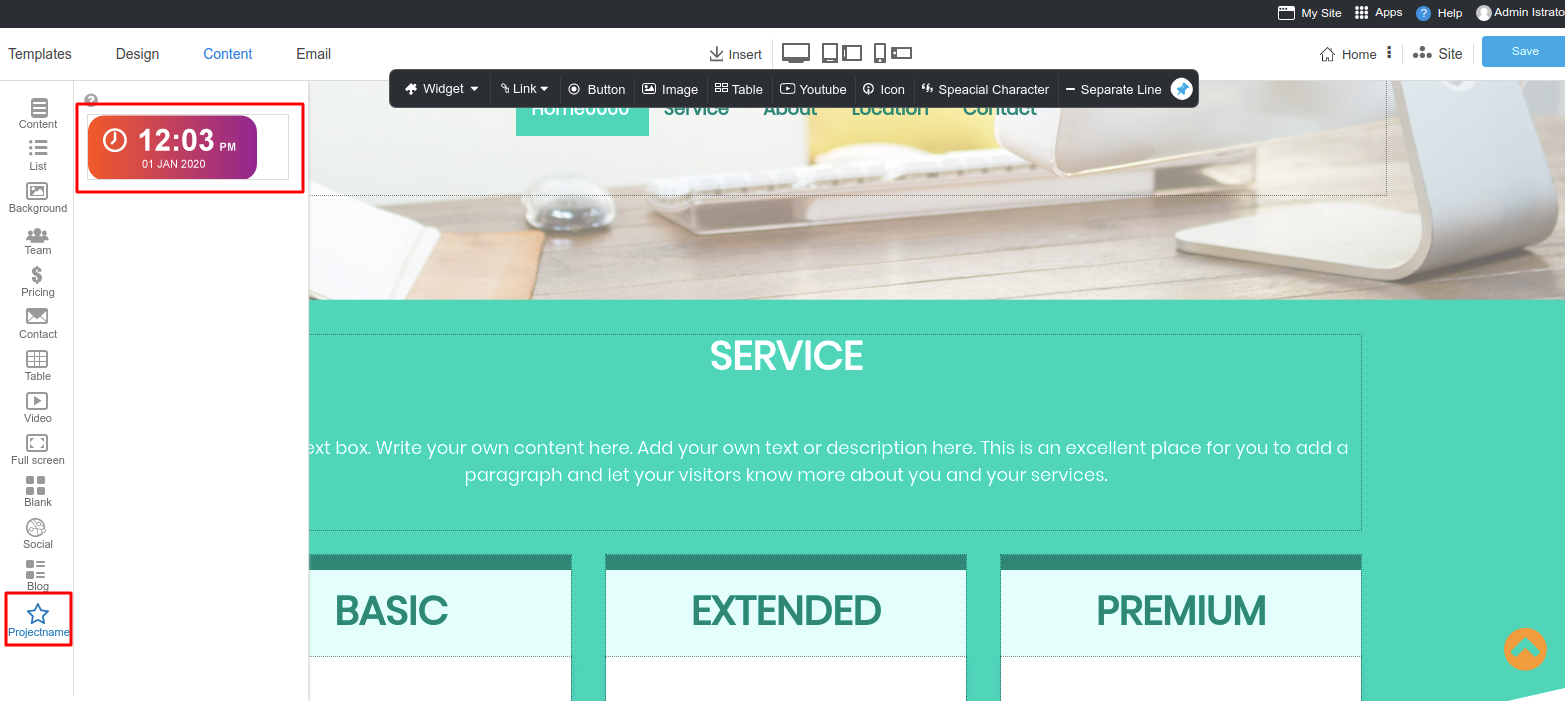 My Site Apps ? Help Admin Istrato
Templates Design Content Email Insert Home Site Save
Widget Link Button Image Table Youtube Icon Speacial Character Separate Line
Home0000 Service About Location Contact
?
12:03 PM
01 JAN 2020
Content
List
Background
Team
$
Pricing
Contact
Table
Video
Full screen
Blank
Social
Blog
Projectname
SERVICE
ext box. Write your own content here. Add your own text or description here. This is an excellent place for you to add a
paragraph and let your visitors know more about you and your services.
BASIC EXTENDED PREMIUM